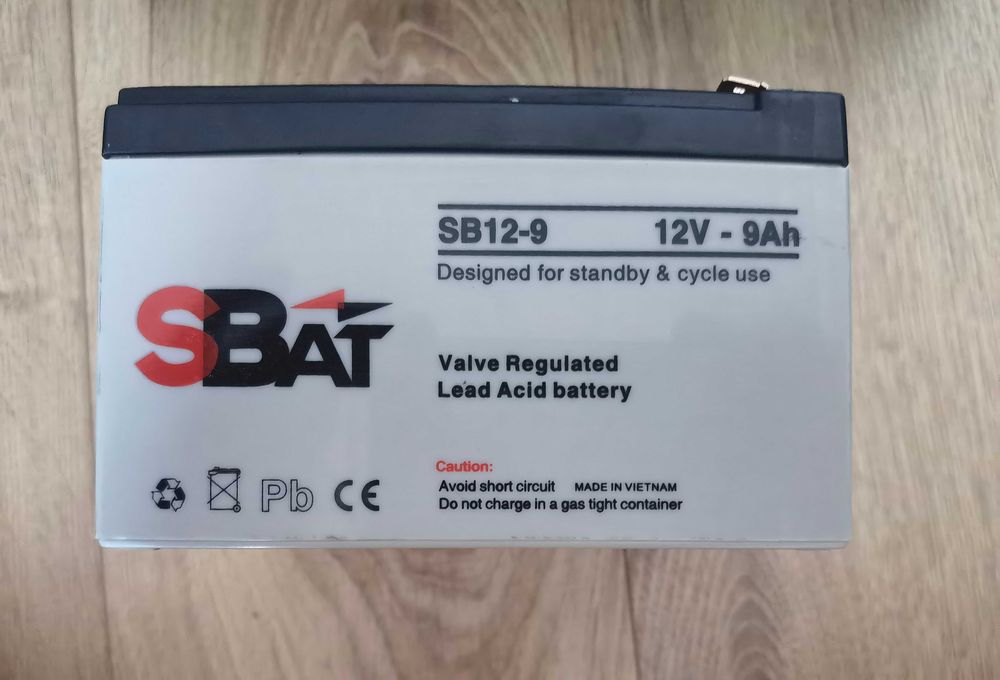 SB12-9 12V - 9Ah
Designed for standby & cycle use
SBAT
Valve Regulated
Lead Acid battery
Caution:
Avoid short circuit MADE IN VIETNAM
Do not charge in a gas tight container
Pb CE